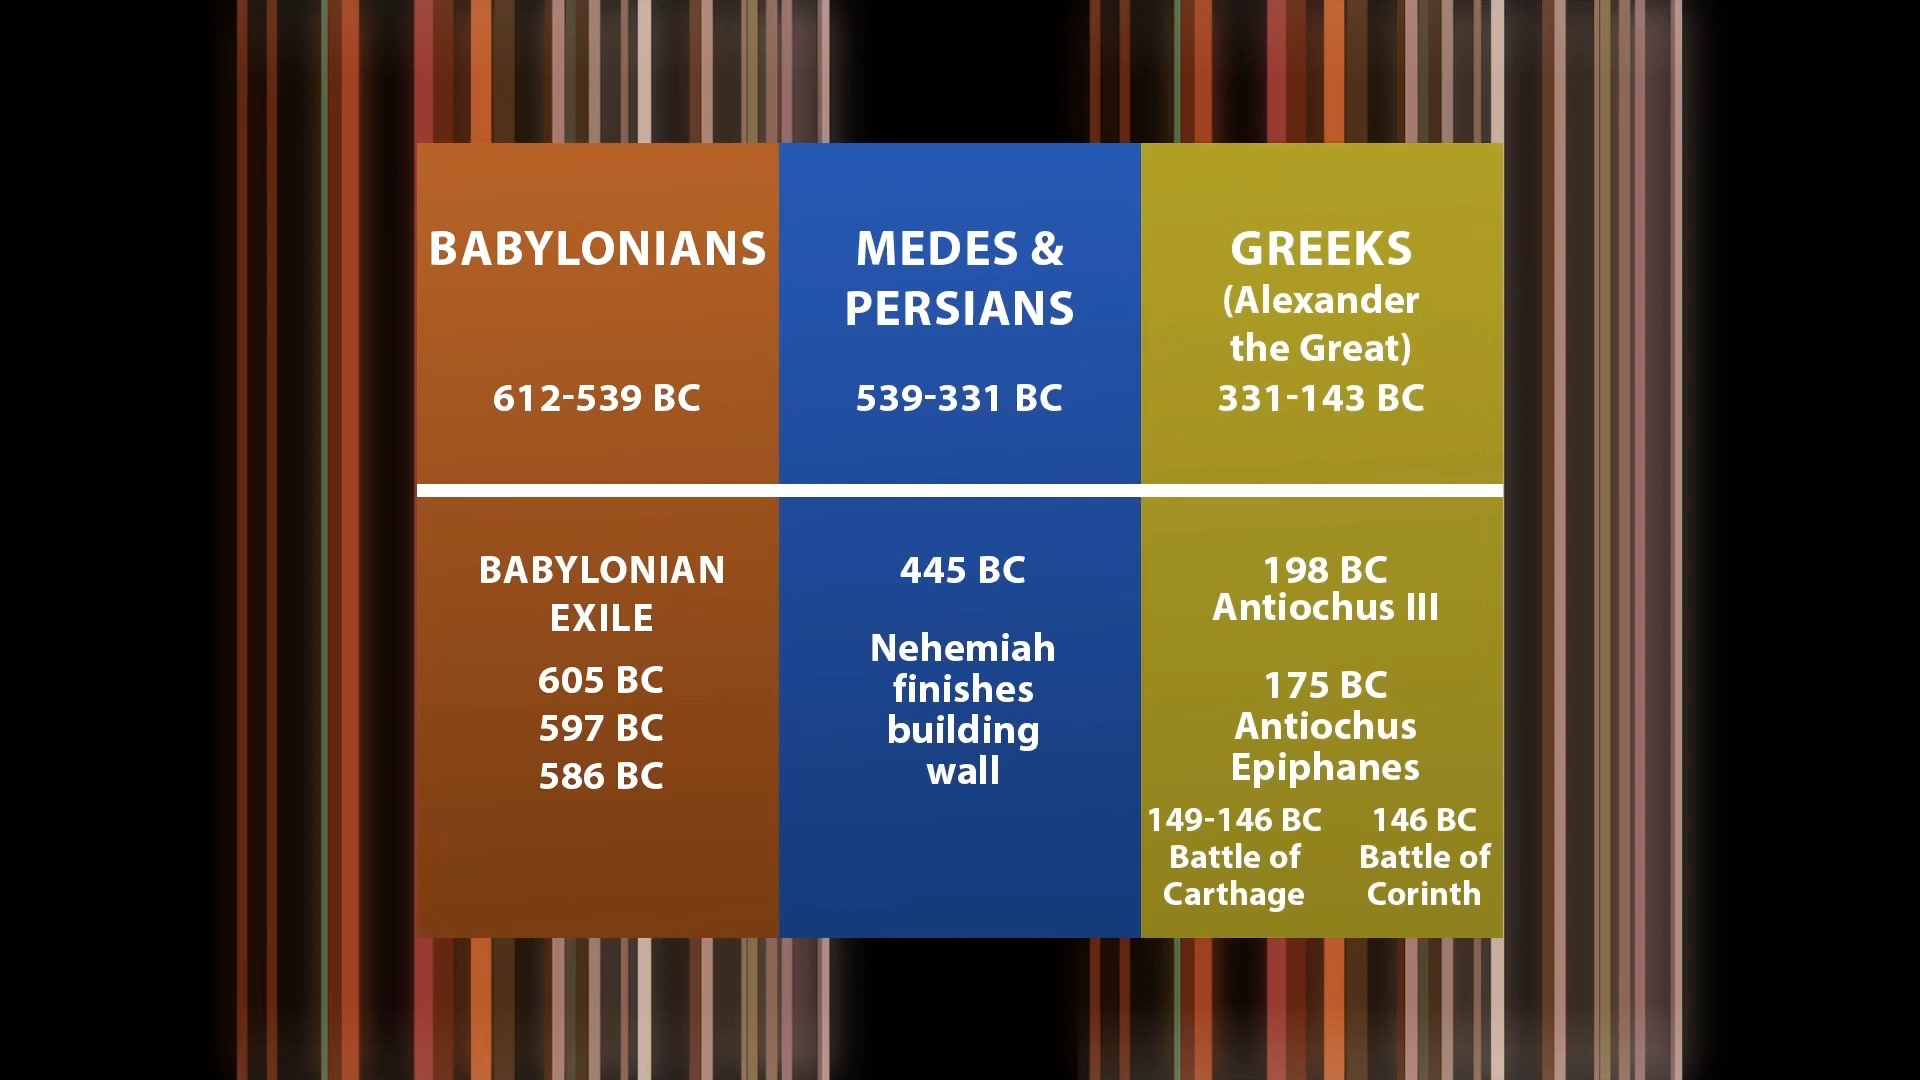 BABYLONIANS
612-539 BC
MEDES &
PERSIANS
539-331 BC
GREEKS
(Alexander
the Great)
331-143 BC
BABYLONIAN
EXILE
605 BC
597 BC
586 BC
445 BC
Nehemiah
finishes
building
wall
198 BC
Antiochus III
175 BC
Antiochus
Epiphanes
149-146 BC
Battle of
Carthage
146 BC
Battle of
Corinth